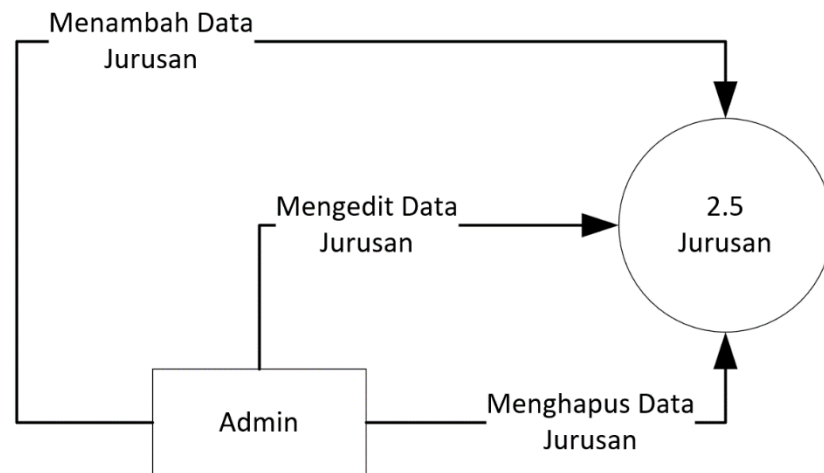 Menambah Data
Jurusan
Mengedit Data
Jurusan
2.5
Jurusan
Admin
Menghapus Data
Jurusan